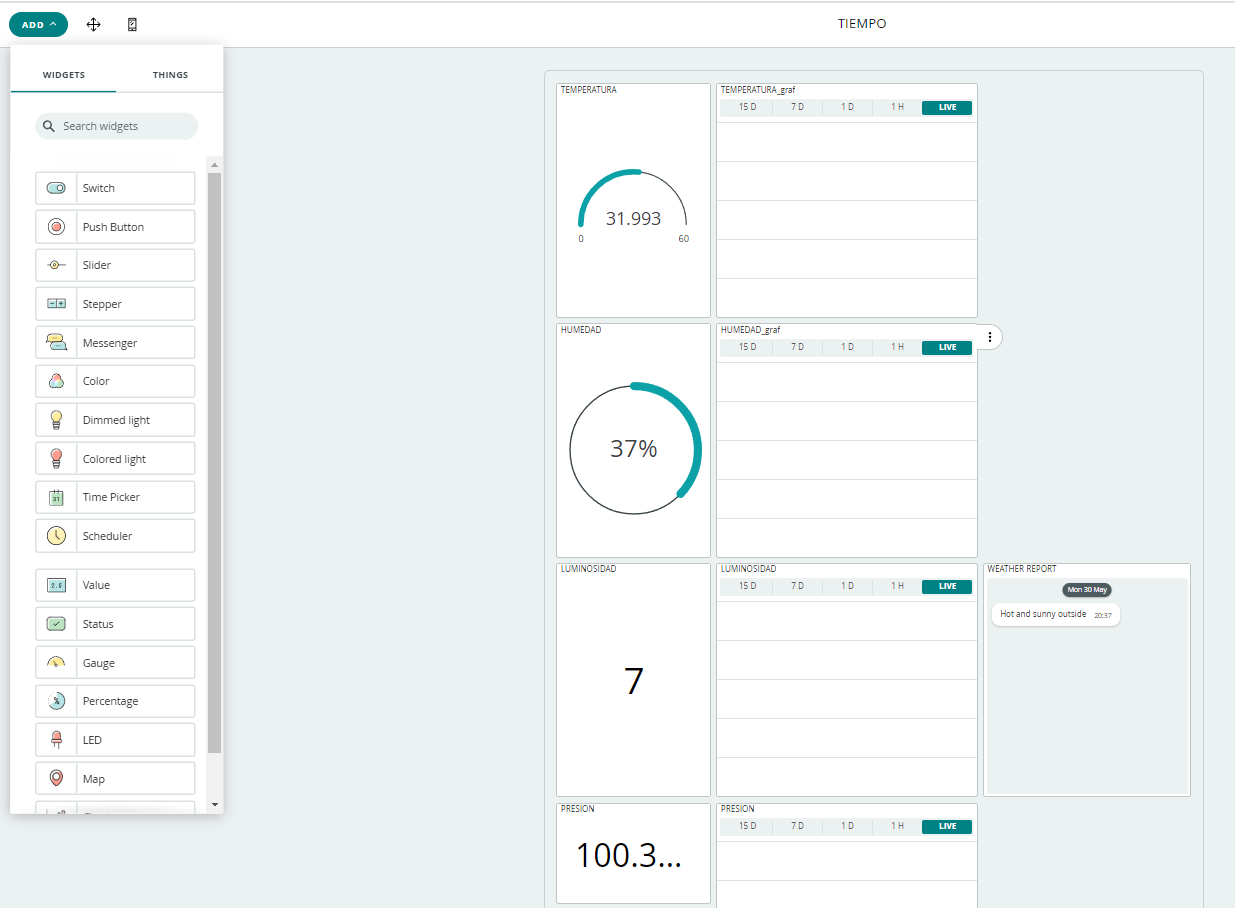 ADD
TIEMPO
WIDGETS
THINGS
Search widgets
Switch
Push Button
Slider
Stepper
Messenger
Color
Dimmed light
Colored light
31
Time Picker
Scheduler
Value
Status
Gauge
%
Percentage
LED
Map
TEMPERATURA
31.993
0 60
TEMPERATURA_graf
15 D 7 D 1 D 1 H LIVE
HUMEDAD
37%
HUMEDAD_graf
15 D 7 D 1 D 1 H LIVE
LUMINOSIDAD
7
LUMINOSIDAD
15 D 7 D 1 D 1 H LIVE
WEATHER REPORT
Mon 30 May
Hot and sunny outside 20:37
PRESION
100.3...
PRESION
15 D 7 D 1 D 1 H LIVE